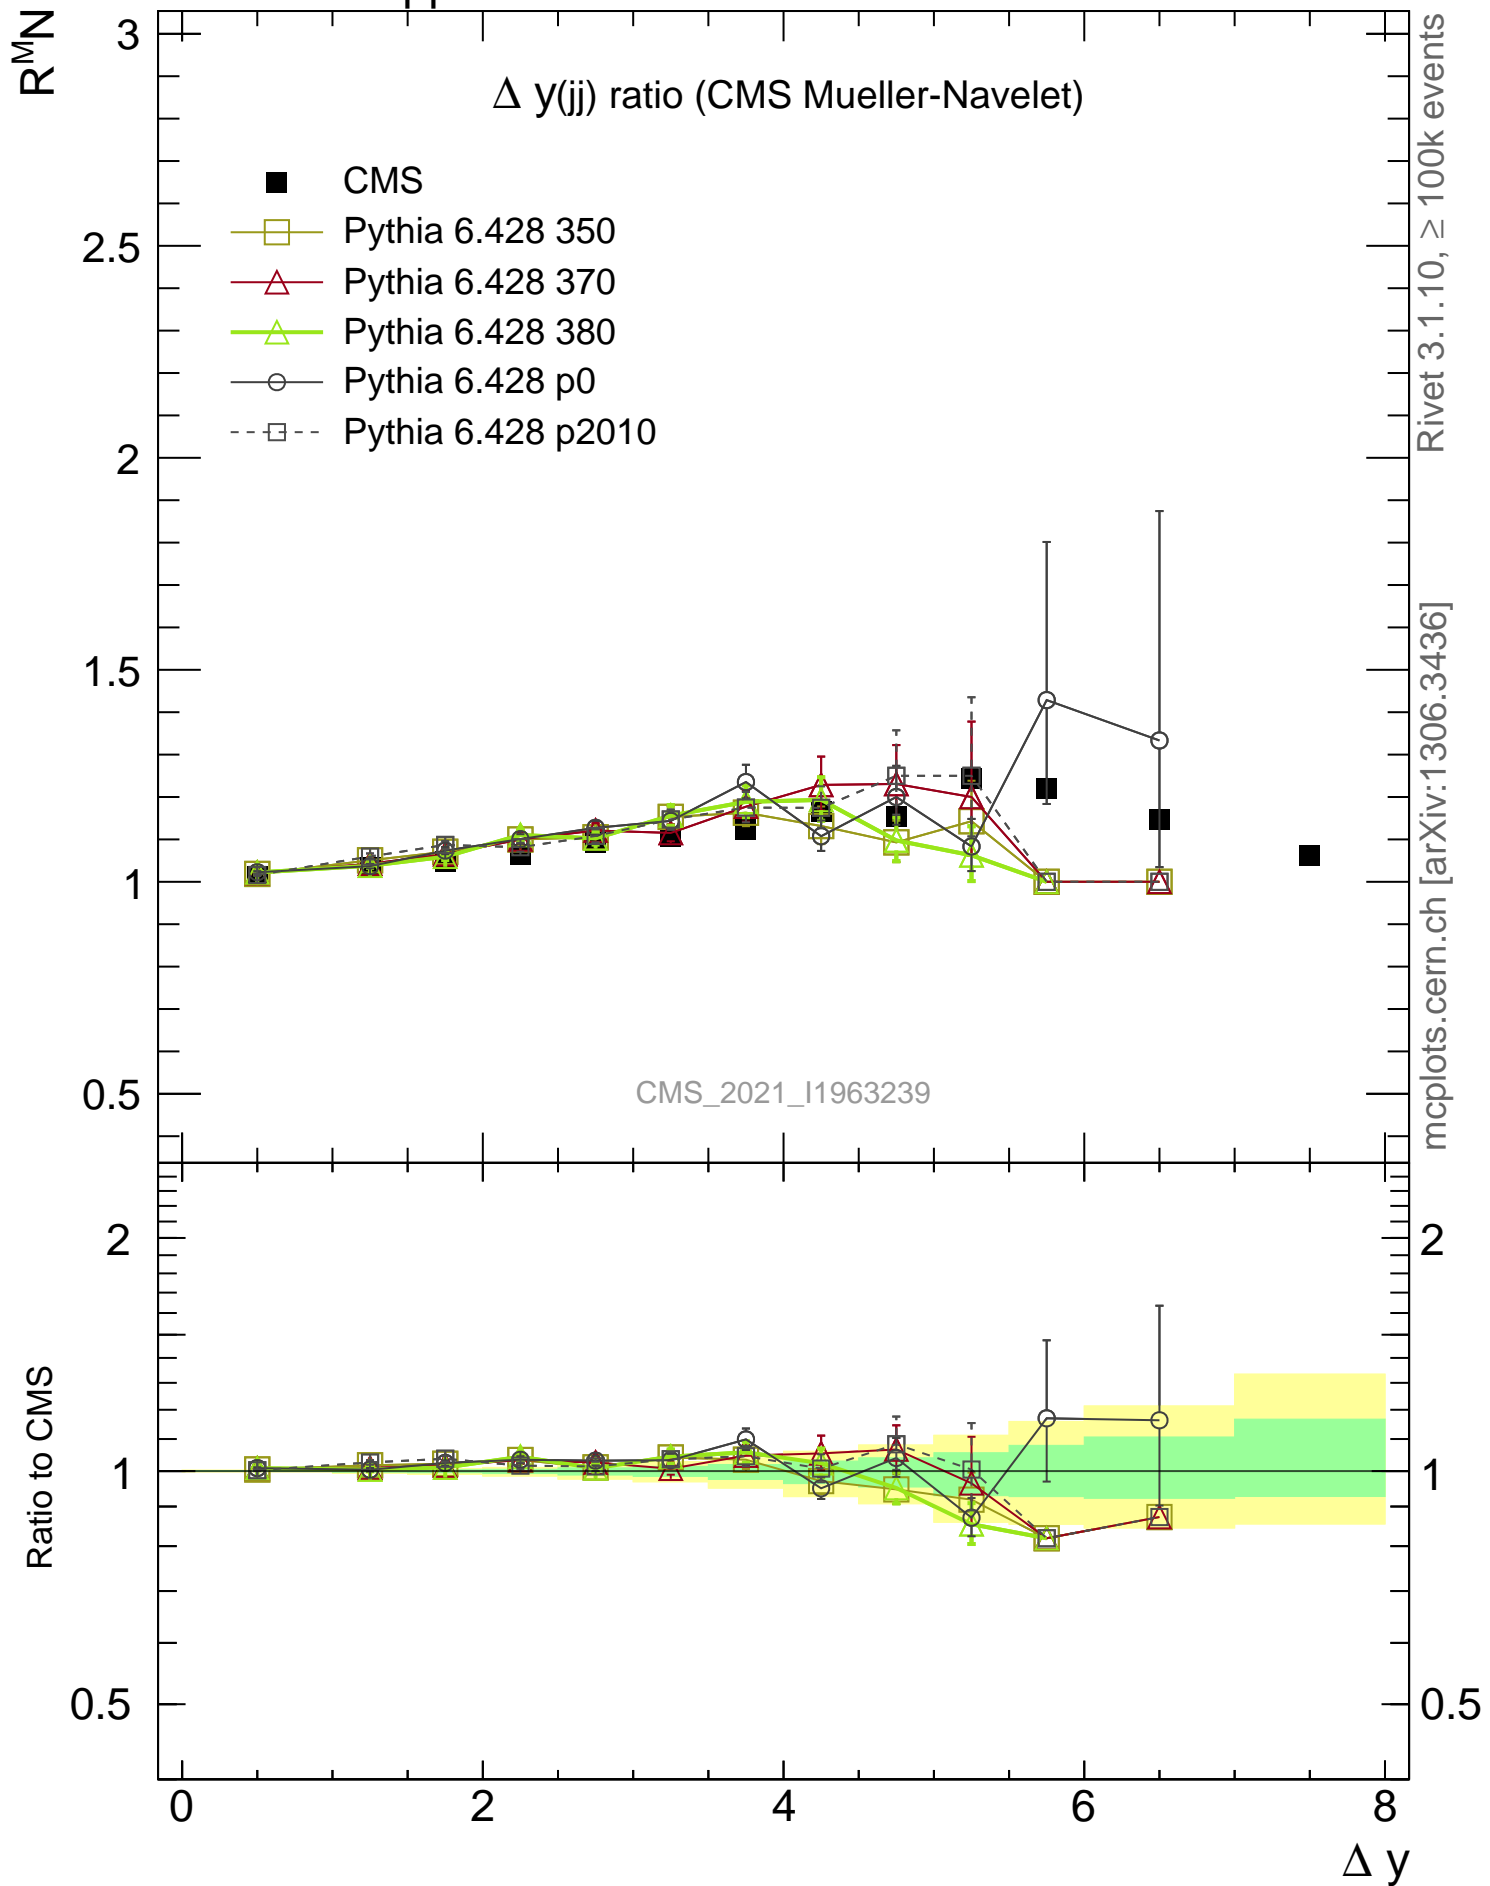 pp
R^MN
Δ y(jj) ratio (CMS Mueller-Navelet)
CMS
Pythia 6.428 350
Pythia 6.428 370
Pythia 6.428 380
Pythia 6.428 p0
Pythia 6.428 p2010
3
2.5
2
1.5
1
0.5
CMS_2021_I1963239
Rivet 3.1.10, ≥ 100k events
mcplots.cern.ch [arXiv:1306.3436]
Ratio to CMS
2
1
0.5
2
1
0.5
0
2
4
6
8
Δ y